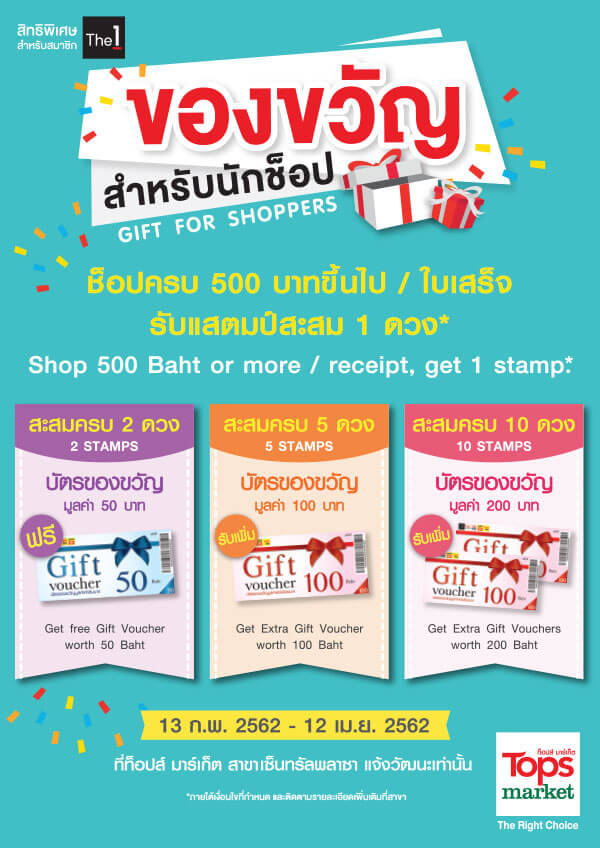 สิทธิพิเศษ
สำหรับสมาชิก
The1
ของขวัญ
สำหรับนักช็อป
GIFT FOR SHOPPERS
ช็อปครบ 500 บาทขึ้นไป / ใบเสร็จ
รับแสตมป์สะสม 1 ดวง*
Shop 500 Baht or more / receipt, get 1 stamp.*
สะสมครบ 2 ดวง
2 STAMPS
บัตรของขวัญ
มูลค่า 50 บาท
ฟรี
Gift
voucher 50
Get free Gift Voucher
worth 50 Baht
สะสมครบ 5 ดวง
5 STAMPS
บัตรของขวัญ
มูลค่า 100 บาท
รับเพิ่ม
Gift
voucher 100
Get Extra Gift Voucher
worth 100 Baht
สะสมครบ 10 ดวง
10 STAMPS
บัตรของขวัญ
มูลค่า 200 บาท
รับเพิ่ม
Gift
voucher 100
Get Extra Gift Vouchers
worth 200 Baht
13 ก.พ. 2562 - 12 เม.ย. 2562
ที่ท็อปส์ มาร์เก็ต สาขาเซ็นทรัลพลาซา แจ้งวัฒนะเท่านั้น
*ภายใต้เงื่อนไขที่กำหนด และติดตามรายละเอียดเพิ่มเติมที่สาขา
ท็อปส์ มาร์เก็ต
Tops
market
The Right Choice